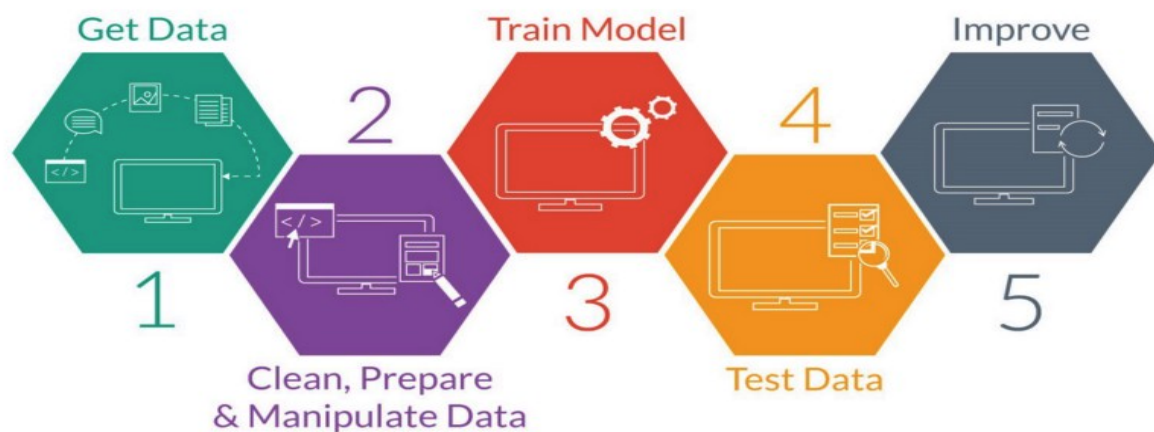 Get Data
1
2
Clean, Prepare
& Manipulate Data
</>
</>
Train Model
3
4
Test Data
Improve
5